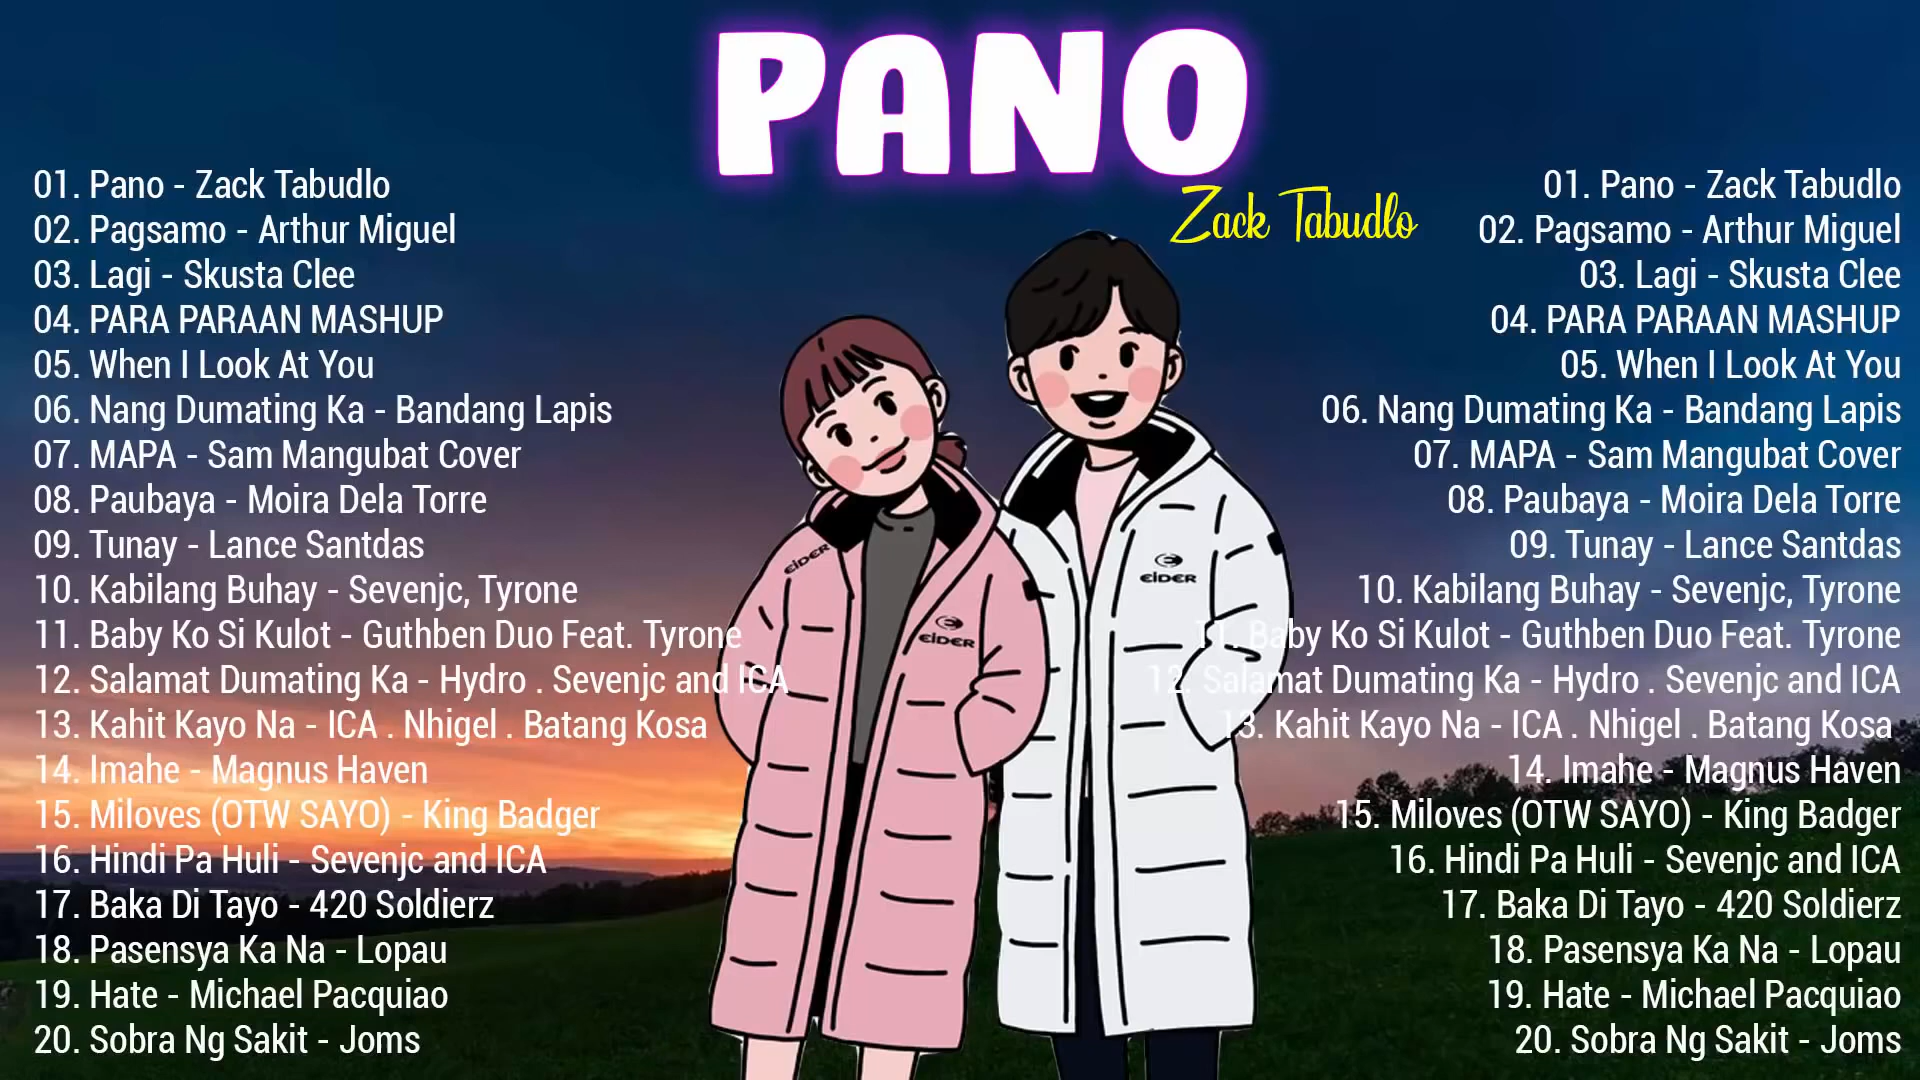 PANO
Zack Tabudlo
01. Pano - Zack Tabudlo
02. Pagsamo - Arthur Miguel
03. Lagi - Skusta Clee
04. PARA PARAAN MASHUP
05. When I Look At You
06. Nang Dumating Ka - Bandang Lapis
07. MAPA - Sam Mangubat Cover
08. Paubaya - Moira Dela Torre
09. Tunay - Lance Santdas
10. Kabilang Buhay - Sevenjc, Tyrone
11. Baby Ko Si Kulot - Guthben Duo Feat. Tyrone
12. Salamat Dumating Ka - Hydro . Sevenjc and ICA
13. Kahit Kayo Na - ICA . Nhigel . Batang Kosa
14. Imahe - Magnus Haven
15. Miloves (OTW SAYO) - King Badger
16. Hindi Pa Huli - Sevenjc and ICA
17. Baka Di Tayo - 420 Soldierz
18. Pasensya Ka Na - Lopau
19. Hate - Michael Pacquiao
20. Sobra Ng Sakit - Joms
EIDER
EIDER
EIDER
01. Pano - Zack Tabudlo
02. Pagsamo - Arthur Miguel
03. Lagi - Skusta Clee
04. PARA PARAAN MASHUP
05. When I Look At You
06. Nang Dumating Ka - Bandang Lapis
07. MAPA - Sam Mangubat Cover
08. Paubaya - Moira Dela Torre
09. Tunay - Lance Santdas
10. Kabilang Buhay - Sevenjc, Tyrone
11. Baby Ko Si Kulot - Guthben Duo Feat. Tyrone
12. Salamat Dumating Ka - Hydro . Sevenjc and ICA
13. Kahit Kayo Na - ICA . Nhigel . Batang Kosa
14. Imahe - Magnus Haven
15. Miloves (OTW SAYO) - King Badger
16. Hindi Pa Huli - Sevenjc and ICA
17. Baka Di Tayo - 420 Soldierz
18. Pasensya Ka Na - Lopau
19. Hate - Michael Pacquiao
20. Sobra Ng Sakit - Joms